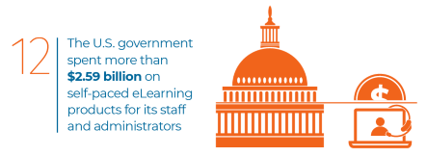 12
The U.S. government
spent more than
$2.59 billion on
self-paced eLearning
products for its staff
and administrators
$